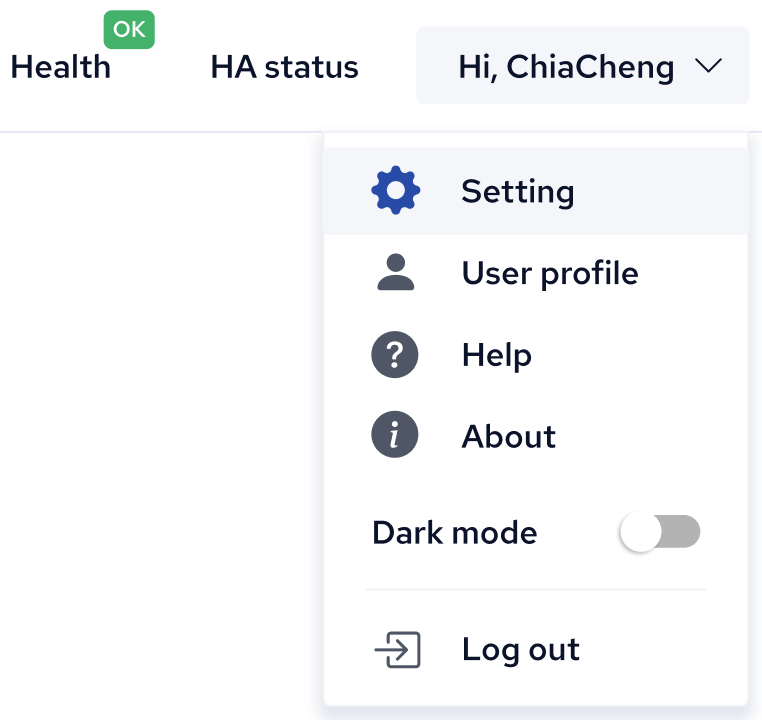 OK
Health HA status Hi, ChiaCheng
Setting
User profile
? Help
i About
Dark mode
Log out